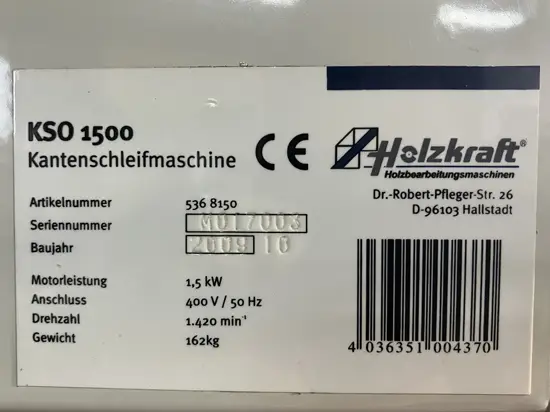 KSO 1500
Kantenschleifmaschine
CE
Holzkraft®
Holzbearbeitungsmaschinen
Dr.-Robert-Pfleger-Str. 26
D-96103 Hallstadt
Artikelnummer 536 8150
Seriennummer M017003
Baujahr 2009 10
Motorleistung 1,5 kW
Anschluss 400 V / 50 Hz
Drehzahl 1.420 min⁻¹
Gewicht 162kg
4 036351 004370